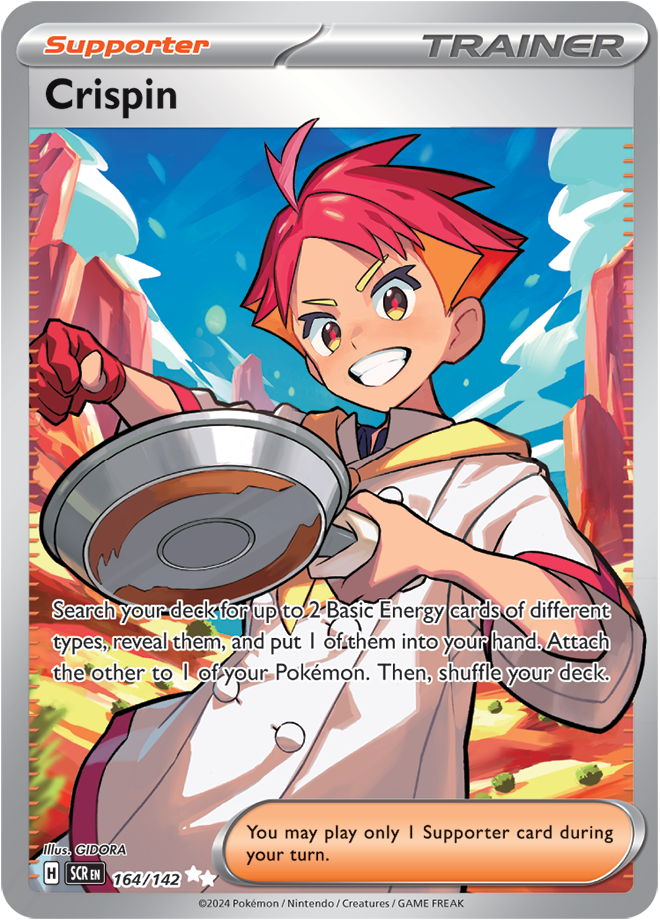 Supporter
TRAINER
Crispin
Search your deck for up to 2 Basic Energy cards of different
types, reveal them, and put 1 of them into your hand. Attach
the other to 1 of your Pokémon. Then, shuffle your deck.
You may play only 1 Supporter card during
your turn.
Illus. GIDORA
H SCR EN 164/142
©2024 Pokémon / Nintendo / Creatures / GAME FREAK